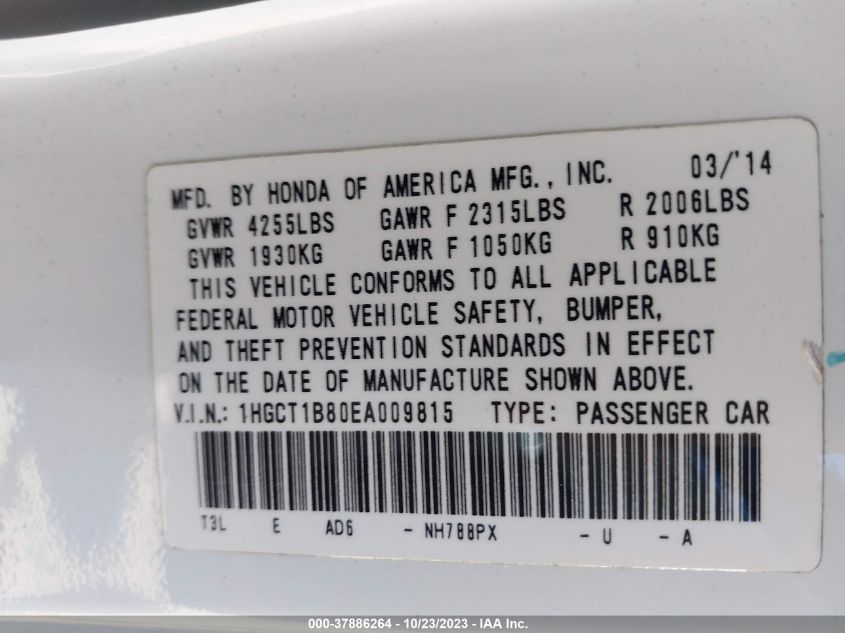 MFD. BY HONDA OF AMERICA MFG., INC. 03/'14
GVWR 4255LBS GAWR F 2315LBS R 2006LBS
GVWR 1930KG GAWR F 1050KG R 910KG
THIS VEHICLE CONFORMS TO ALL APPLICABLE
FEDERAL MOTOR VEHICLE SAFETY, BUMPER,
AND THEFT PREVENTION STANDARDS IN EFFECT
ON THE DATE OF MANUFACTURE SHOWN ABOVE.
V.I.N.: 1HGCT1B80EA009815 TYPE: PASSENGER CAR
T3L E AD6 - NH788PX - U - A
000-37886264 - 10/23/2023 - IAA Inc.